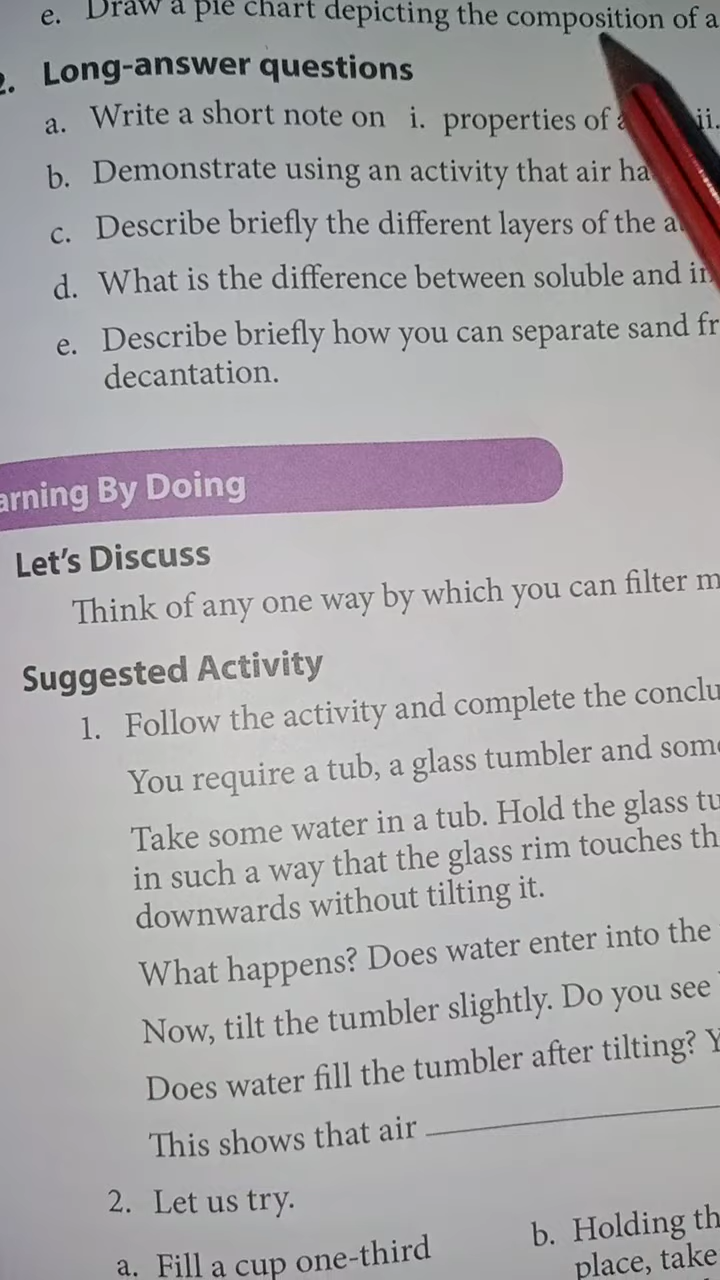 e. Draw a pie chart depicting the composition of a
2. Long-answer questions
a. Write a short note on i. properties of ii.
b. Demonstrate using an activity that air ha
c. Describe briefly the different layers of the a
d. What is the difference between soluble and in
e. Describe briefly how you can separate sand fr
decantation.
arning By Doing
Let's Discuss
Think of any one way by which you can filter m
Suggested Activity
1. Follow the activity and complete the conclu
You require a tub, a glass tumbler and some
Take some water in a tub. Hold the glass tu
in such a way that the glass rim touches th
downwards without tilting it.
What happens? Does water enter into the
Now, tilt the tumbler slightly. Do you see
Does water fill the tumbler after tilting? Y
This shows that air
2. Let us try.
a. Fill a cup one-third
b. Holding th
place, take